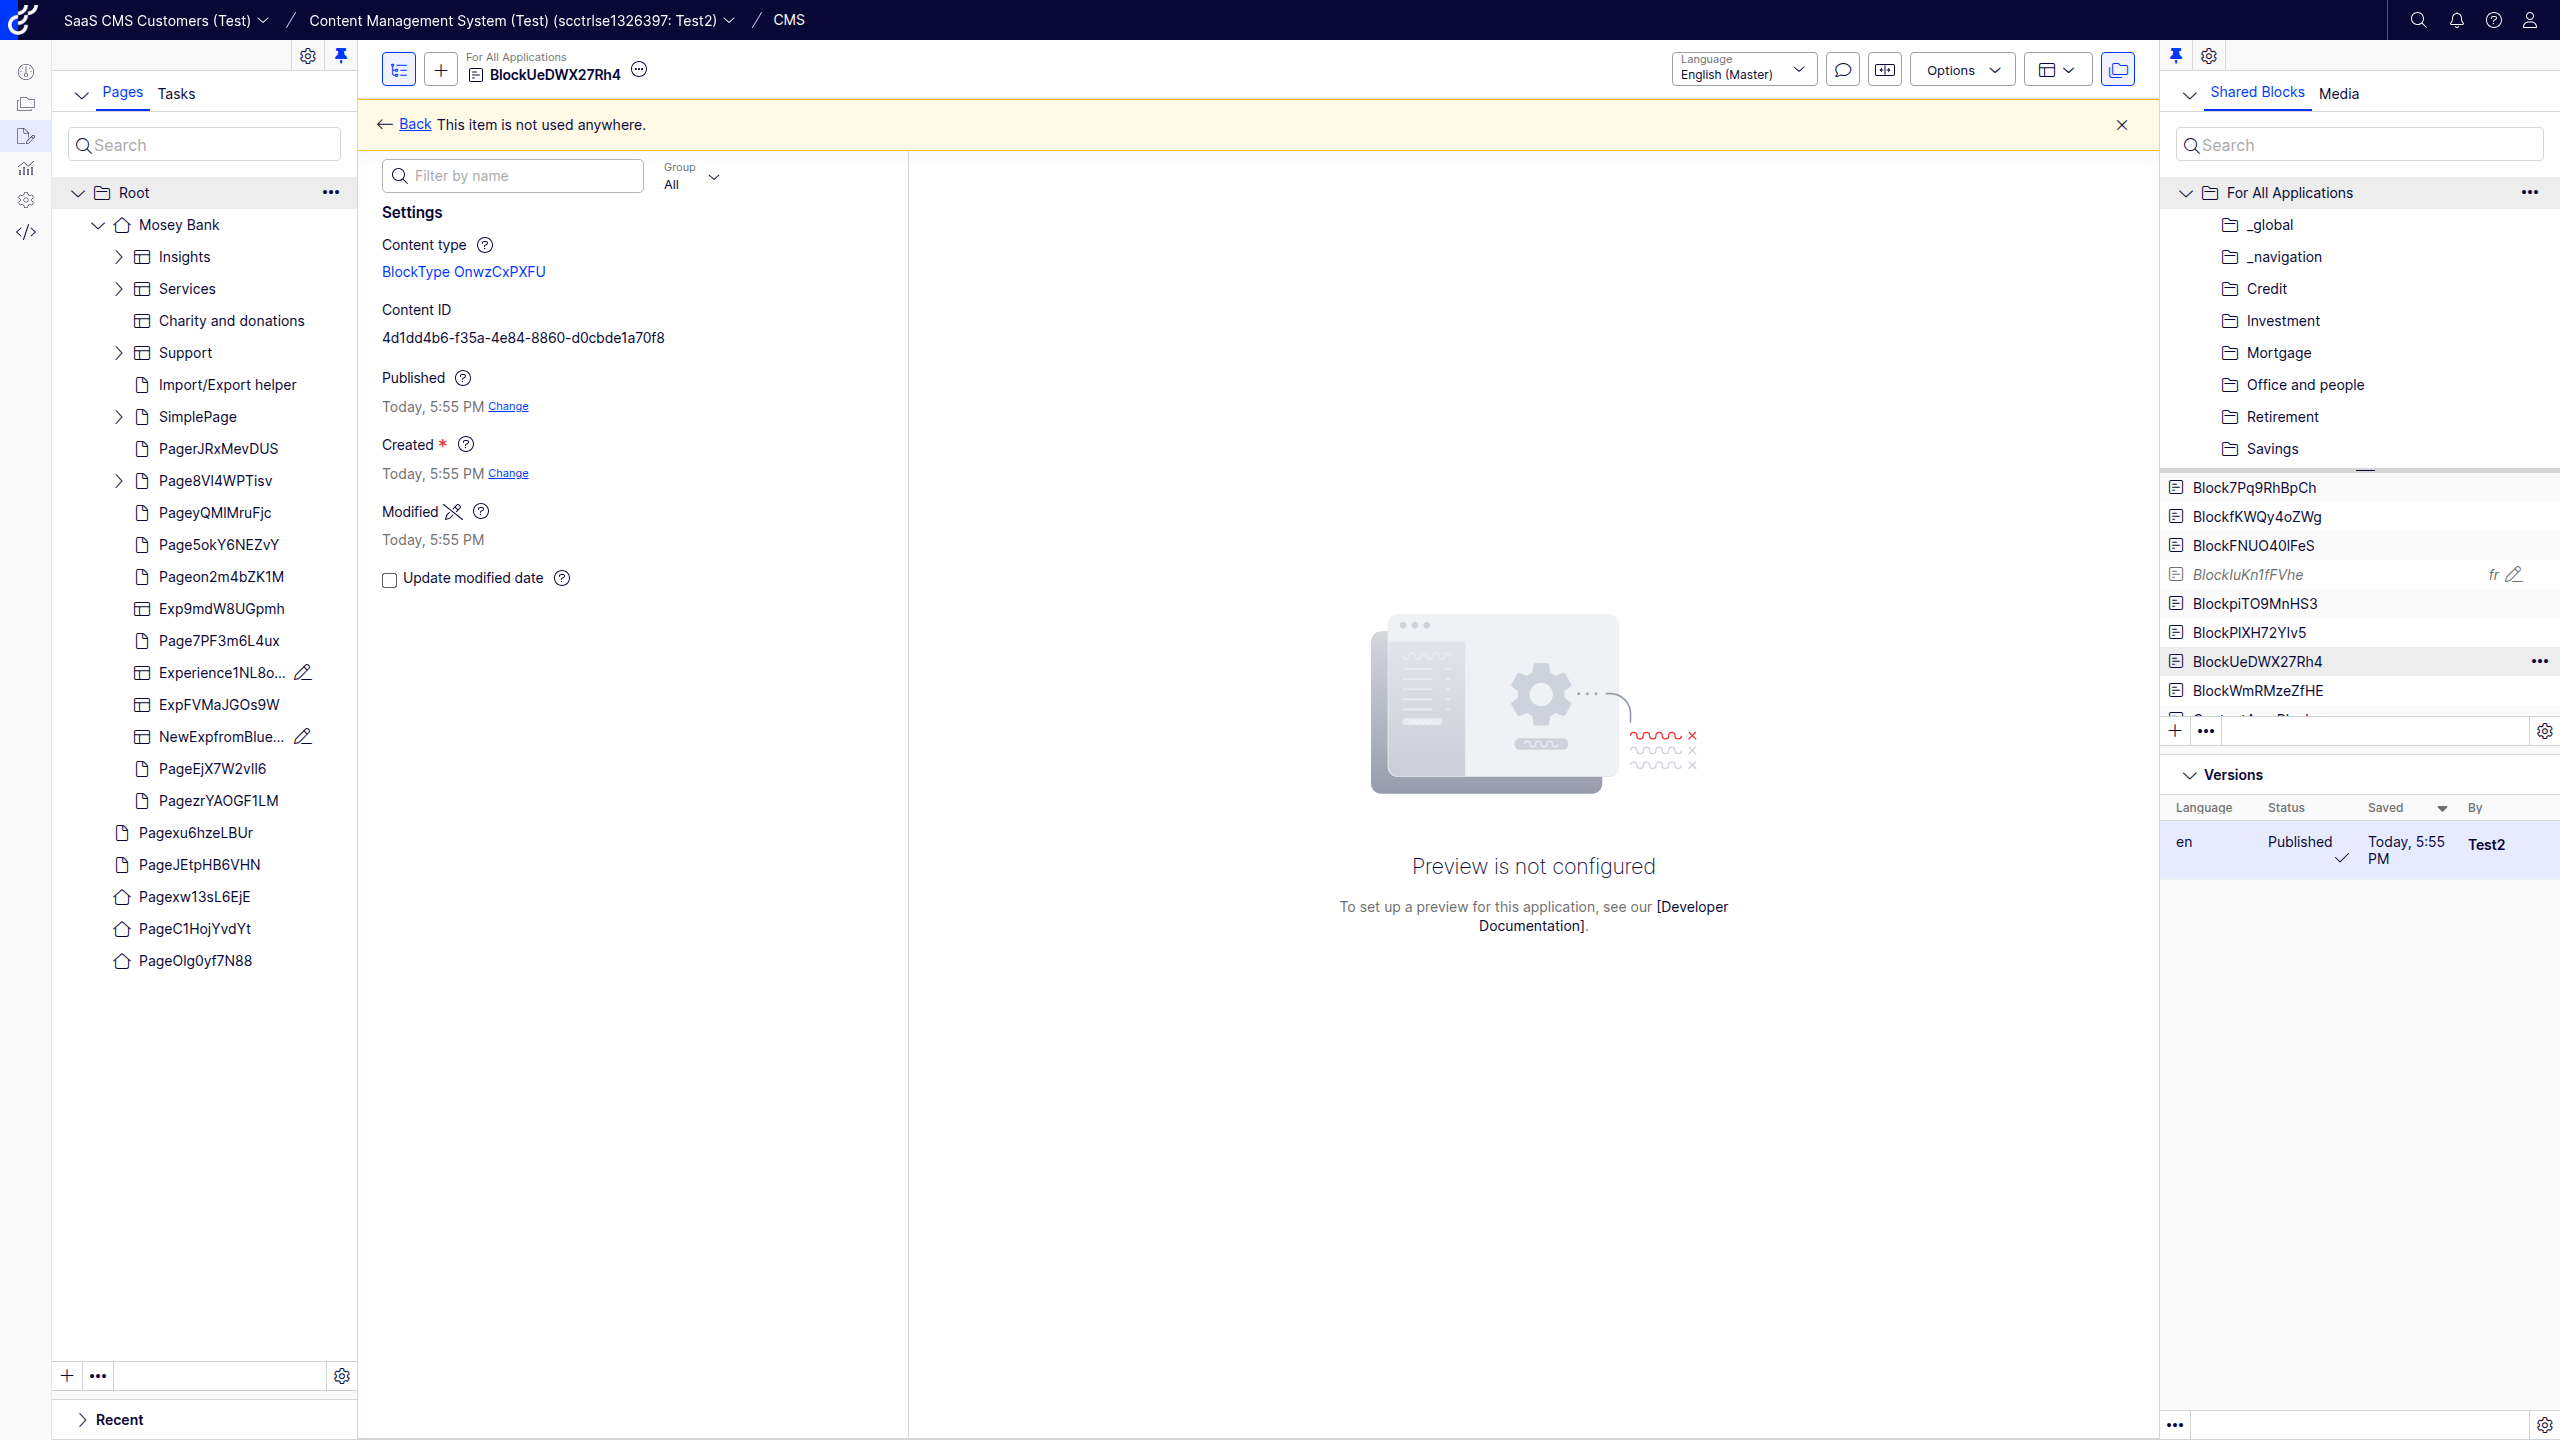 SaaS CMS Customers (Test)
Content Management System (Test) (scctrlse1326397: Test2)
CMS
Pages
Tasks
Search
Root
Mosey Bank
Insights
Services
Charity and donations
Support
Import/Export helper
SimplePage
PagerJRxMevDUS
Page8VI4WPTisv
PageyQMIMruFjc
Page5okY6NEZvY
Pageon2m4bZK1M
Exp9mdW8UGpmh
Page7PF3m6L4ux
Experience1NL8o...
ExpFVMaJGOs9W
NewExpfromBlue...
PageEjX7W2vII6
PagezrYAOGF1LM
Pagexu6hzeLBUr
PageJEtpHB6VHN
Pagexw13sL6EjE
PageC1HojYvdYt
PageOlg0yf7N88
Recent
For All Applications
BlockUeDWX27Rh4
Language
English (Master)
Options
Back This item is not used anywhere.
Filter by name
Group
All
Settings
Content type
BlockType OnwzCxPXFU
Content ID
4d1dd4b6-f35a-4e84-8860-d0cbde1a70f8
Published
Today, 5:55 PM Change
Created *
Today, 5:55 PM Change
Modified
Today, 5:55 PM
Update modified date
Preview is not configured
To set up a preview for this application, see our [Developer
Documentation].
Shared Blocks
Media
Search
For All Applications
_global
_navigation
Credit
Investment
Mortgage
Office and people
Retirement
Savings
Block7Pq9RhBpCh
BlockfKWQy4oZWg
BlockFNUO40lFeS
BlockIuKn1fFVhe fr
BlockpiTO9MnHS3
BlockPlXH72YIv5
BlockUeDWX27Rh4
BlockWmRMzeZfHE
Versions
Language Status Saved By
en Published Today, 5:55 Test2
PM